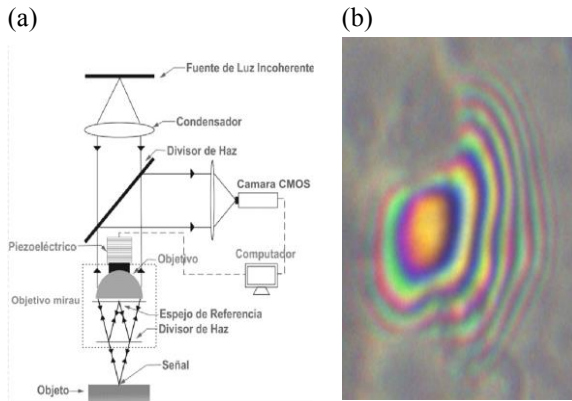 (a)
(b)
Fuente de Luz Incoherente
Condensador
Divisor de Haz
Camara CMOS
Piezoeléctrico
Computador
Objetivo
Objetivo mirau
Espejo de Referencia
Divisor de Haz
Señal
Objeto